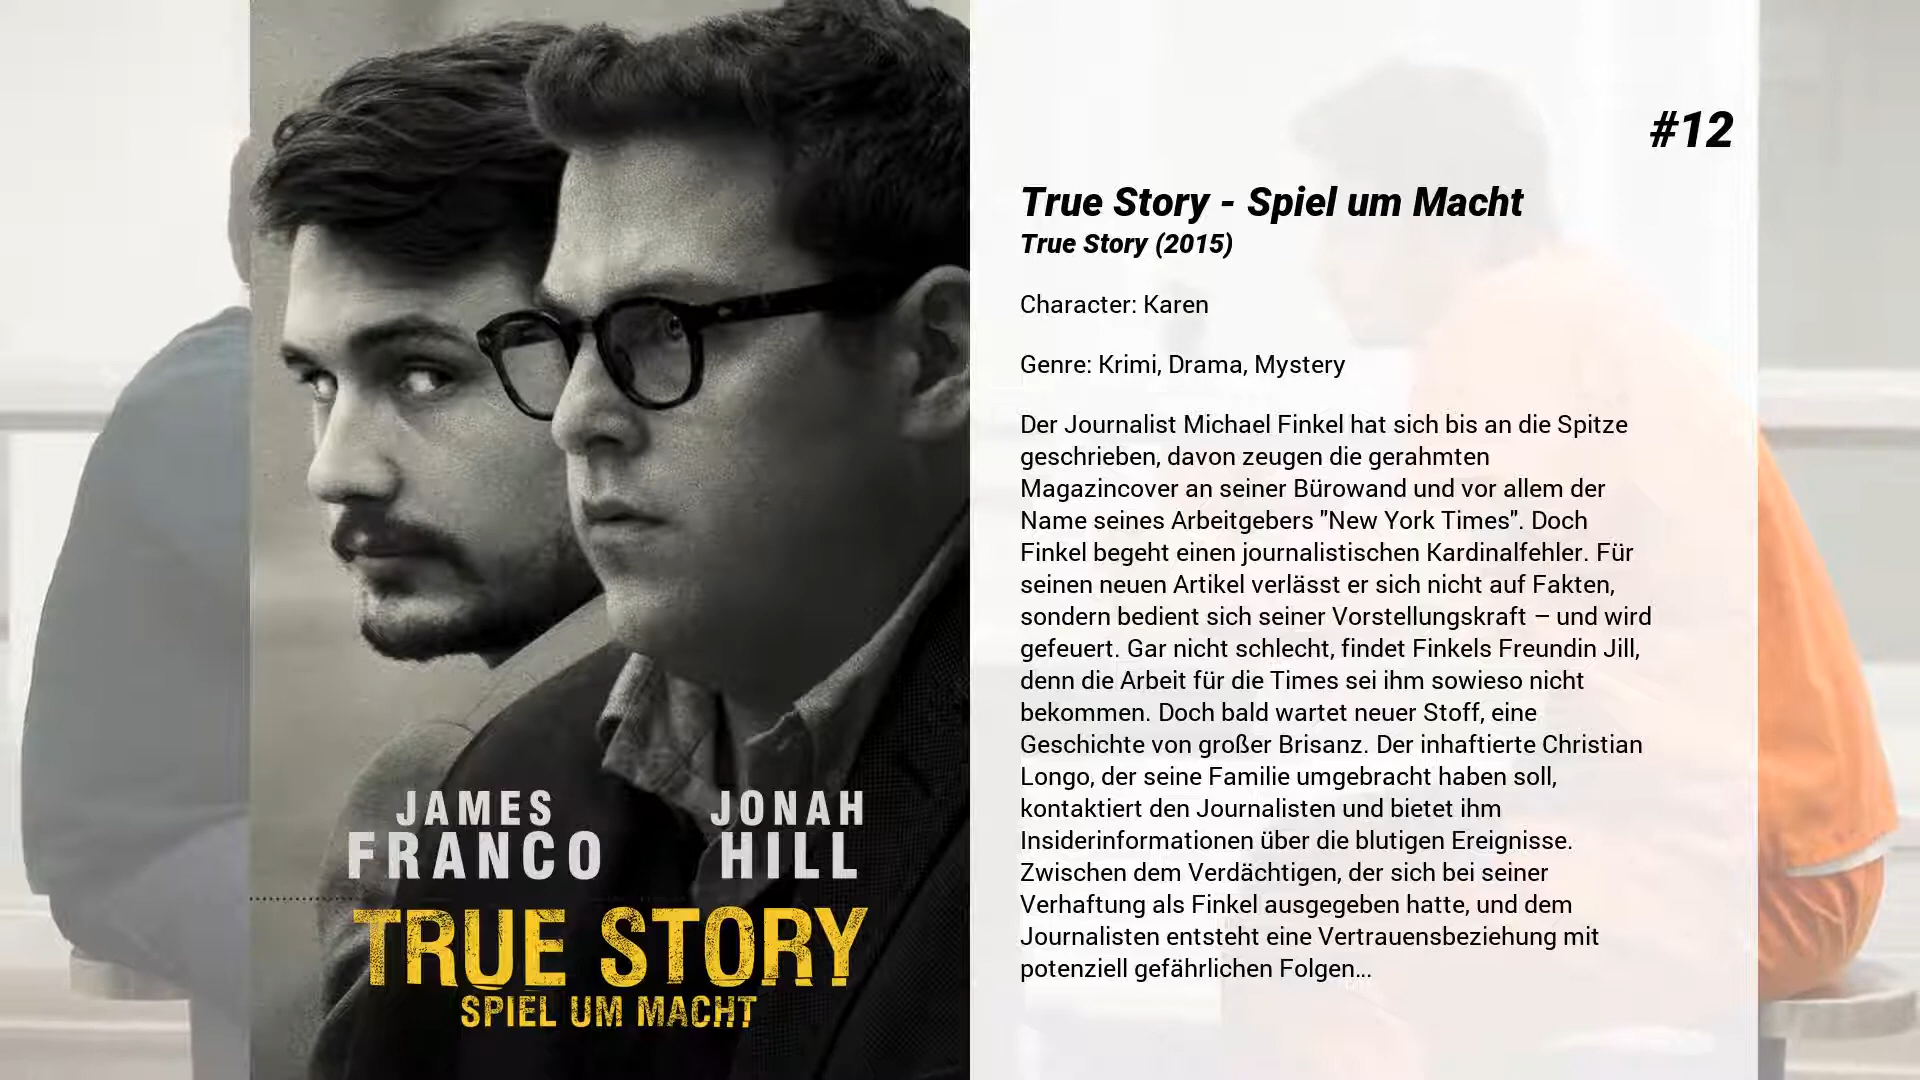 JAMES
FRANCO
JONAH
HILL
TRUE STORY
SPIEL UM MACHT
#12
True Story - Spiel um Macht
True Story (2015)
Character: Karen
Genre: Krimi, Drama, Mystery
Der Journalist Michael Finkel hat sich bis an die Spitze
geschrieben, davon zeugen die gerahmten
Magazincover an seiner Bürowand und vor allem der
Name seines Arbeitgebers "New York Times". Doch
Finkel begeht einen journalistischen Kardinalfehler. Für
seinen neuen Artikel verlässt er sich nicht auf Fakten,
sondern bedient sich seiner Vorstellungskraft – und wird
gefeuert. Gar nicht schlecht, findet Finkels Freundin Jill,
denn die Arbeit für die Times sei ihm sowieso nicht
bekommen. Doch bald wartet neuer Stoff, eine
Geschichte von großer Brisanz. Der inhaftierte Christian
Longo, der seine Familie umgebracht haben soll,
kontaktiert den Journalisten und bietet ihm
Insiderinformationen über die blutigen Ereignisse.
Zwischen dem Verdächtigen, der sich bei seiner
Verhaftung als Finkel ausgegeben hatte, und dem
Journalisten entsteht eine Vertrauensbeziehung mit
potenziell gefährlichen Folgen...